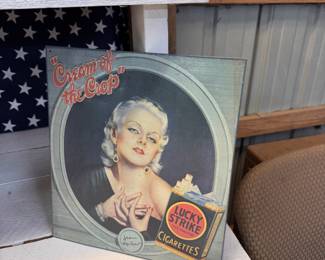 "Cream of
the Crop"
LUCKY
STRIKE
CIGARETTES